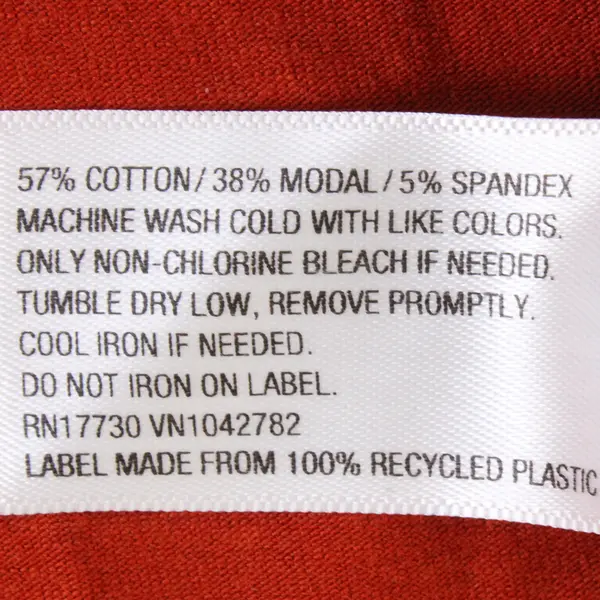 57% COTTON/38% MODAL/5% SPANDEX
MACHINE WASH COLD WITH LIKE COLORS.
ONLY NON-CHLORINE BLEACH IF NEEDED.
TUMBLE DRY LOW, REMOVE PROMPTLY.
COOL IRON IF NEEDED.
DO NOT IRON ON LABEL.
RN17730 VN1042782
LABEL MADE FROM 100% RECYCLED PLASTIC